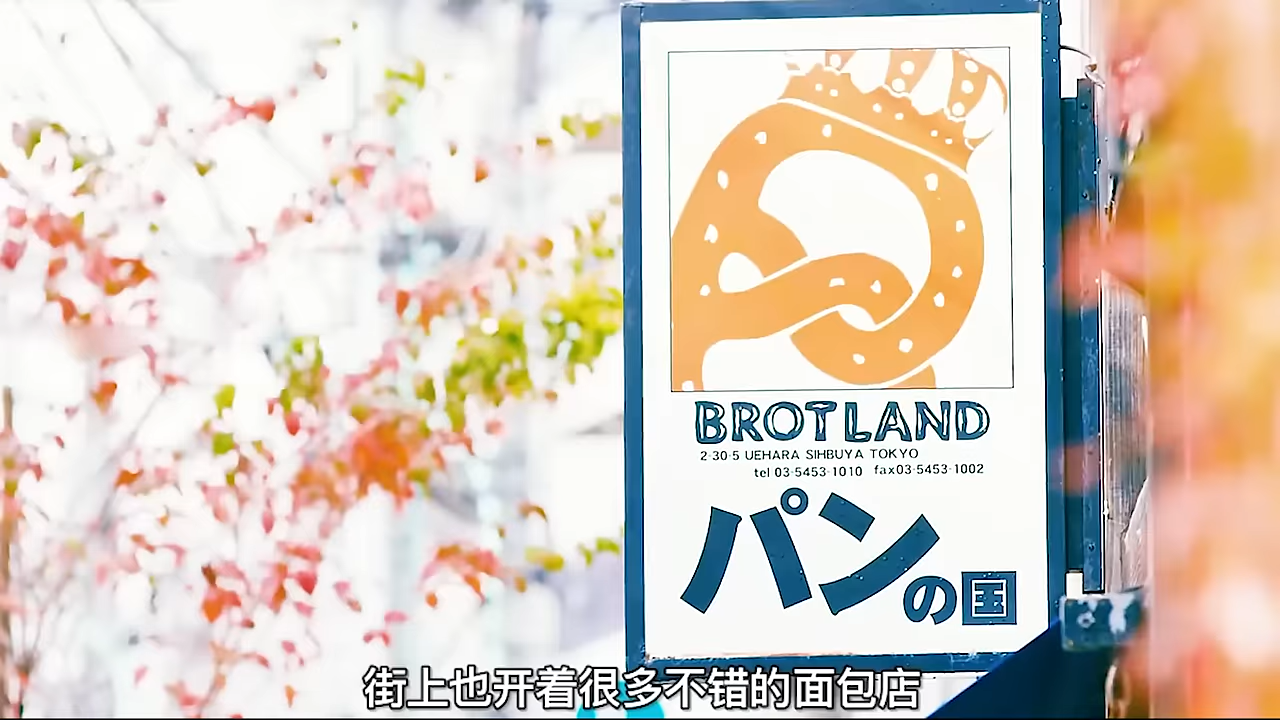 BROTLAND
2-30-5 UEHARA SIHBUYA TOKYO
tel 03-5453-1010 fax03-5453-1002
パンの国
街上也开着很多不错的面包店